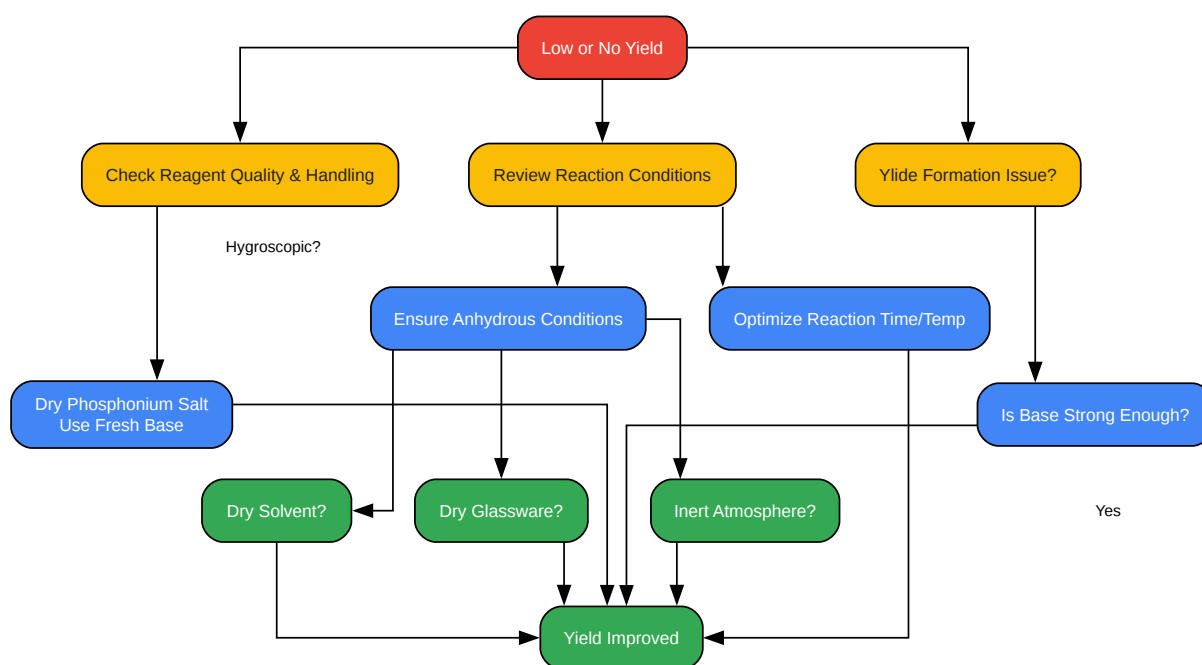 Low or No Yield
Check Reagent Quality & Handling
Review Reaction Conditions
Ylide Formation Issue?
Hygroscopic?
Ensure Anhydrous Conditions
Optimize Reaction Time/Temp
Dry Phosphonium Salt
Use Fresh Base
Is Base Strong Enough?
Dry Solvent?
Dry Glassware?
Inert Atmosphere?
Yes
Yield Improved